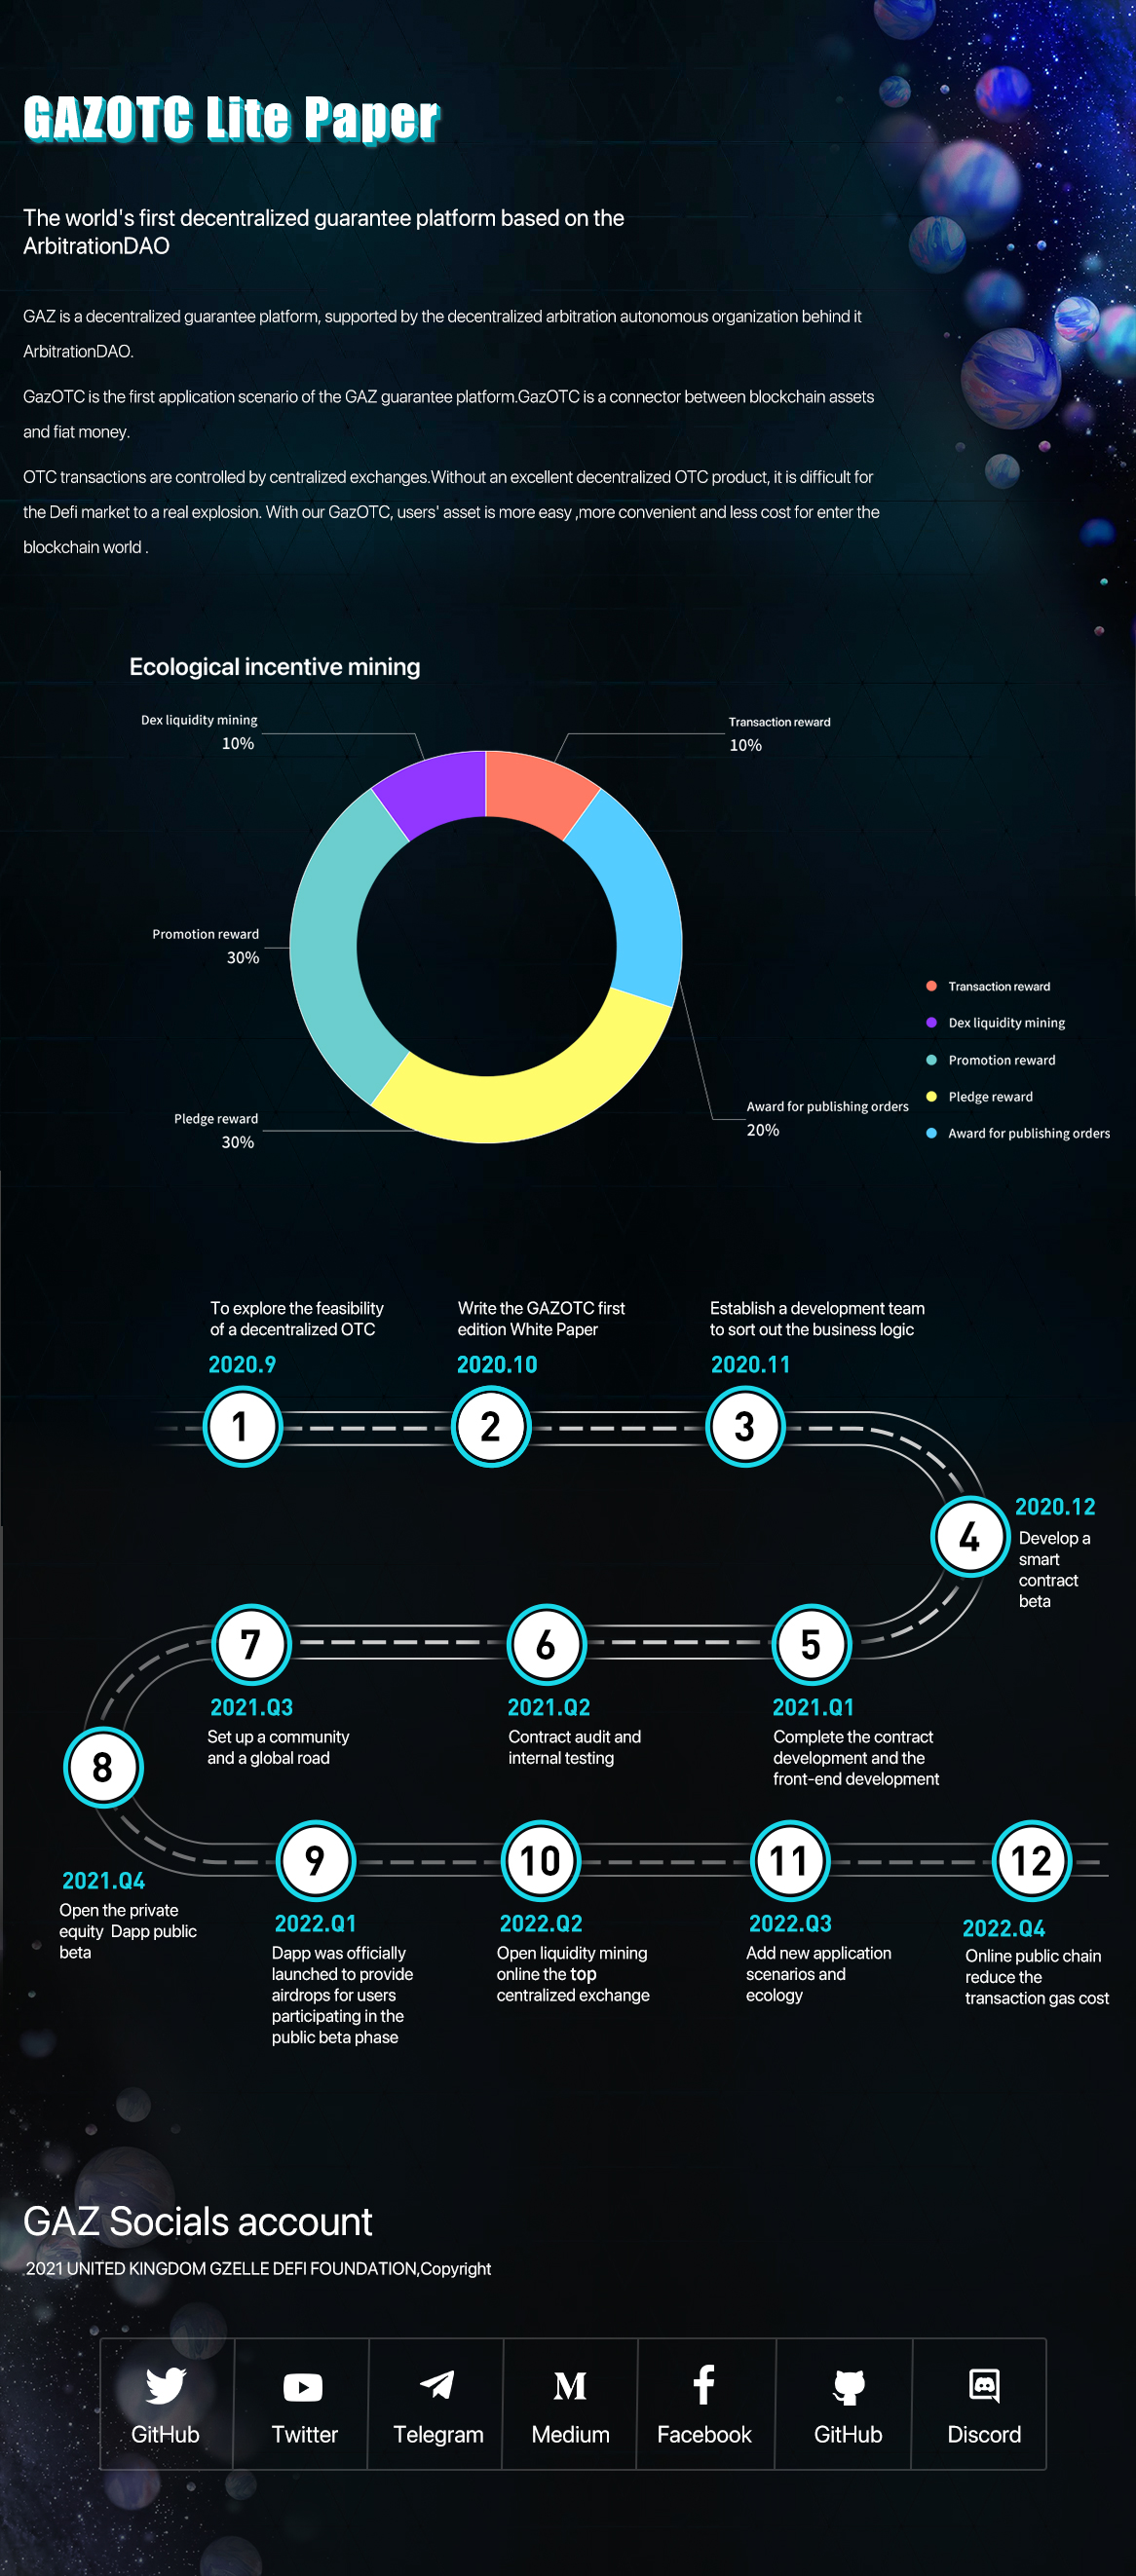 GAZOTC Lite Paper
The world's first decentralized guarantee platform based on the
ArbitrationDAO
GAZ is a decentralized guarantee platform, supported by the decentralized arbitration autonomous organization behind it
ArbitrationDAO.
GazOTC is the first application scenario of the GAZ guarantee platform.GazOTC is a connector between blockchain assets
and fiat money.
OTC transactions are controlled by centralized exchanges.Without an excellent decentralized OTC product, it is difficult for
the Defi market to a real explosion. With our GazOTC, users' asset is more easy ,more convenient and less cost for enter the
blockchain world .
Ecological incentive mining
Dex liquidity mining
10%
Transaction reward
10%
Promotion reward
30%
Pledge reward
30%
Award for publishing orders
20%
Transaction reward
Dex liquidity mining
Promotion reward
Pledge reward
Award for publishing orders
To explore the feasibility
of a decentralized OTC
2020.9
1
Write the GAZOTC first
edition White Paper
2020.10
2
Establish a development team
to sort out the business logic
2020.11
3
4
2020.12
Develop a
smart
contract
beta
5
2021.Q1
Complete the contract
development and the
front-end development
6
2021.Q2
Contract audit and
internal testing
7
2021.Q3
Set up a community
and a global road
8
2021.Q4
Open the private
equity Dapp public
beta
9
2022.Q1
Dapp was officially
launched to provide
airdrops for users
participating in the
public beta phase
10
2022.Q2
Open liquidity mining
online the top
centralized exchange
11
2022.Q3
Add new application
scenarios and
ecology
12
2022.Q4
Online public chain
reduce the
transaction gas cost
GAZ Socials account
2021 UNITED KINGDOM GZELLE DEFI FOUNDATION,Copyright
GitHub
Twitter
Telegram
Medium
Facebook
GitHub
Discord